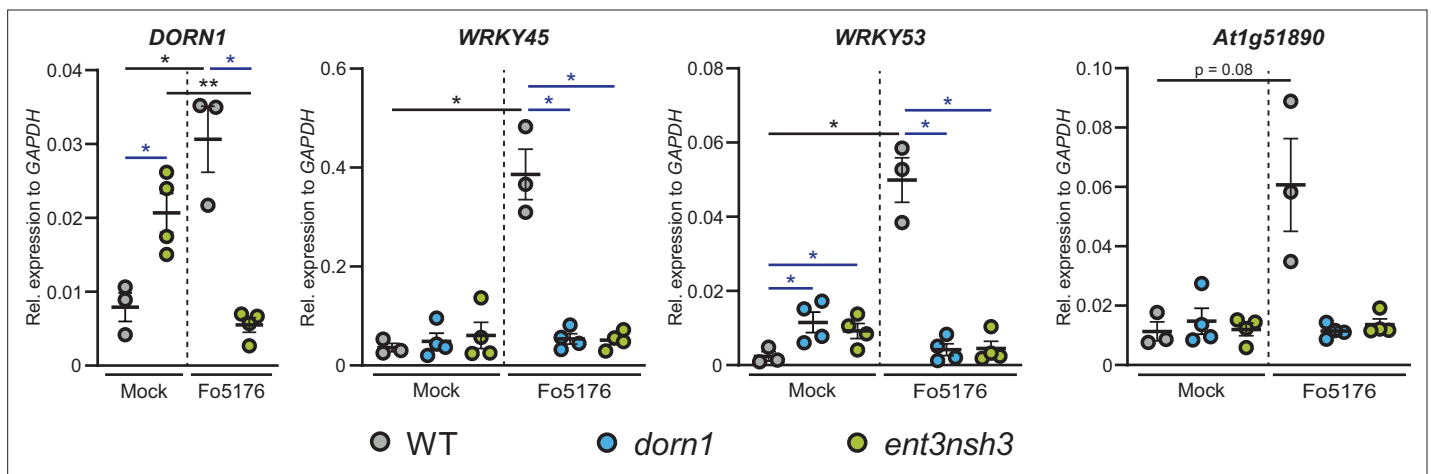 DORN1
WRKY45
WRKY53
At1g51890
Rel. expression to GAPDH
0.04
0.03
0.02
0.01
0
*
*
**
*
Mock
Fo5176
Rel. expression to GAPDH
0.6
0.4
0.2
0
*
*
*
Mock
Fo5176
Rel. expression to GAPDH
0.08
0.06
0.04
0.02
0
*
*
*
*
*
Mock
Fo5176
Rel. expression to GAPDH
0.10
0.08
0.06
0.04
0.02
0
p = 0.08
Mock
Fo5176
WT
dorn1
ent3nsh3